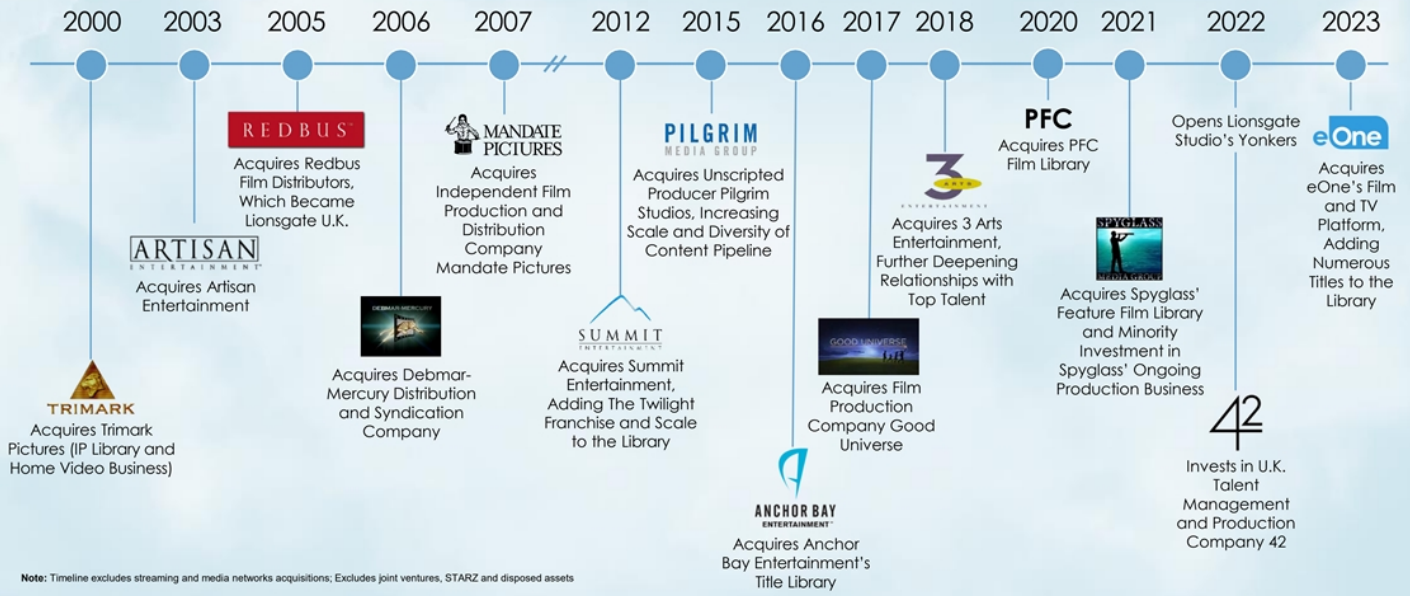 2000
2003
2005
2006
2007
2012
2015
2016
2017
2018
2020
2021
2022
2023
TRIMARK
Acquires Trimark
Pictures (IP Library and
Home Video Business)
ARTISAN
ENTERTAINMENT
Acquires Artisan
Entertainment
REDBUS™
Acquires Redbus
Film Distributors,
Which Became
Lionsgate U.K.
DEBMAR-MERCURY
Acquires Debmar-
Mercury Distribution
and Syndication
Company
MANDATE
PICTURES
Acquires
Independent Film
Production and
Distribution
Company
Mandate Pictures
SUMMIT
ENTERTAINMENT
Acquires Summit
Entertainment,
Adding The Twilight
Franchise and Scale
to the Library
PILGRIM
MEDIA GROUP
Acquires Unscripted
Producer Pilgrim
Studios, Increasing
Scale and Diversity of
Content Pipeline
ANCHOR BAY
ENTERTAINMENT™
Acquires Anchor
Bay Entertainment's
Title Library
GOOD UNIVERSE
Acquires Film
Production
Company Good
Universe
3
ARTS
ENTERTAINMENT
Acquires 3 Arts
Entertainment,
Further Deepening
Relationships with
Top Talent
PFC
Acquires PFC
Film Library
SPYGLASS
MEDIA GROUP
Acquires Spyglass'
Feature Film Library
and Minority
Investment in
Spyglass' Ongoing
Production Business
Opens Lionsgate
Studio's Yonkers
42
Invests in U.K.
Talent
Management
and Production
Company 42
eOne
Acquires
eOne's Film
and TV
Platform,
Adding
Numerous
Titles to the
Library
Note: Timeline excludes streaming and media networks acquisitions; Excludes joint ventures, STARZ and disposed assets